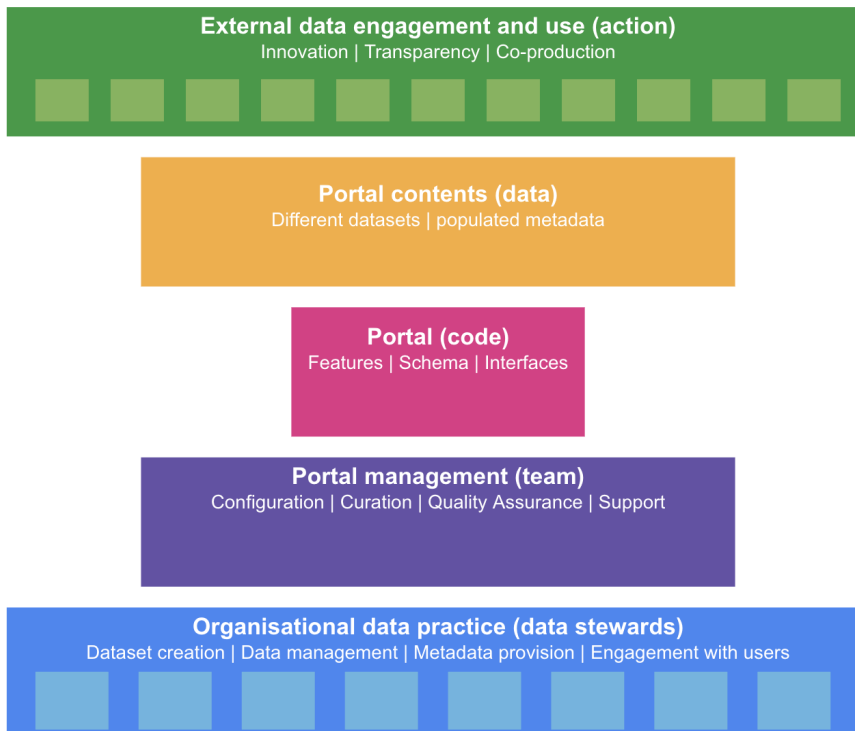 External data engagement and use (action)
Innovation | Transparency | Co-production
Portal contents (data)
Different datasets | populated metadata
Portal (code)
Features | Schema | Interfaces
Portal management (team)
Configuration | Curation | Quality Assurance | Support
Organisational data practice (data stewards)
Dataset creation | Data management | Metadata provision | Engagement with users